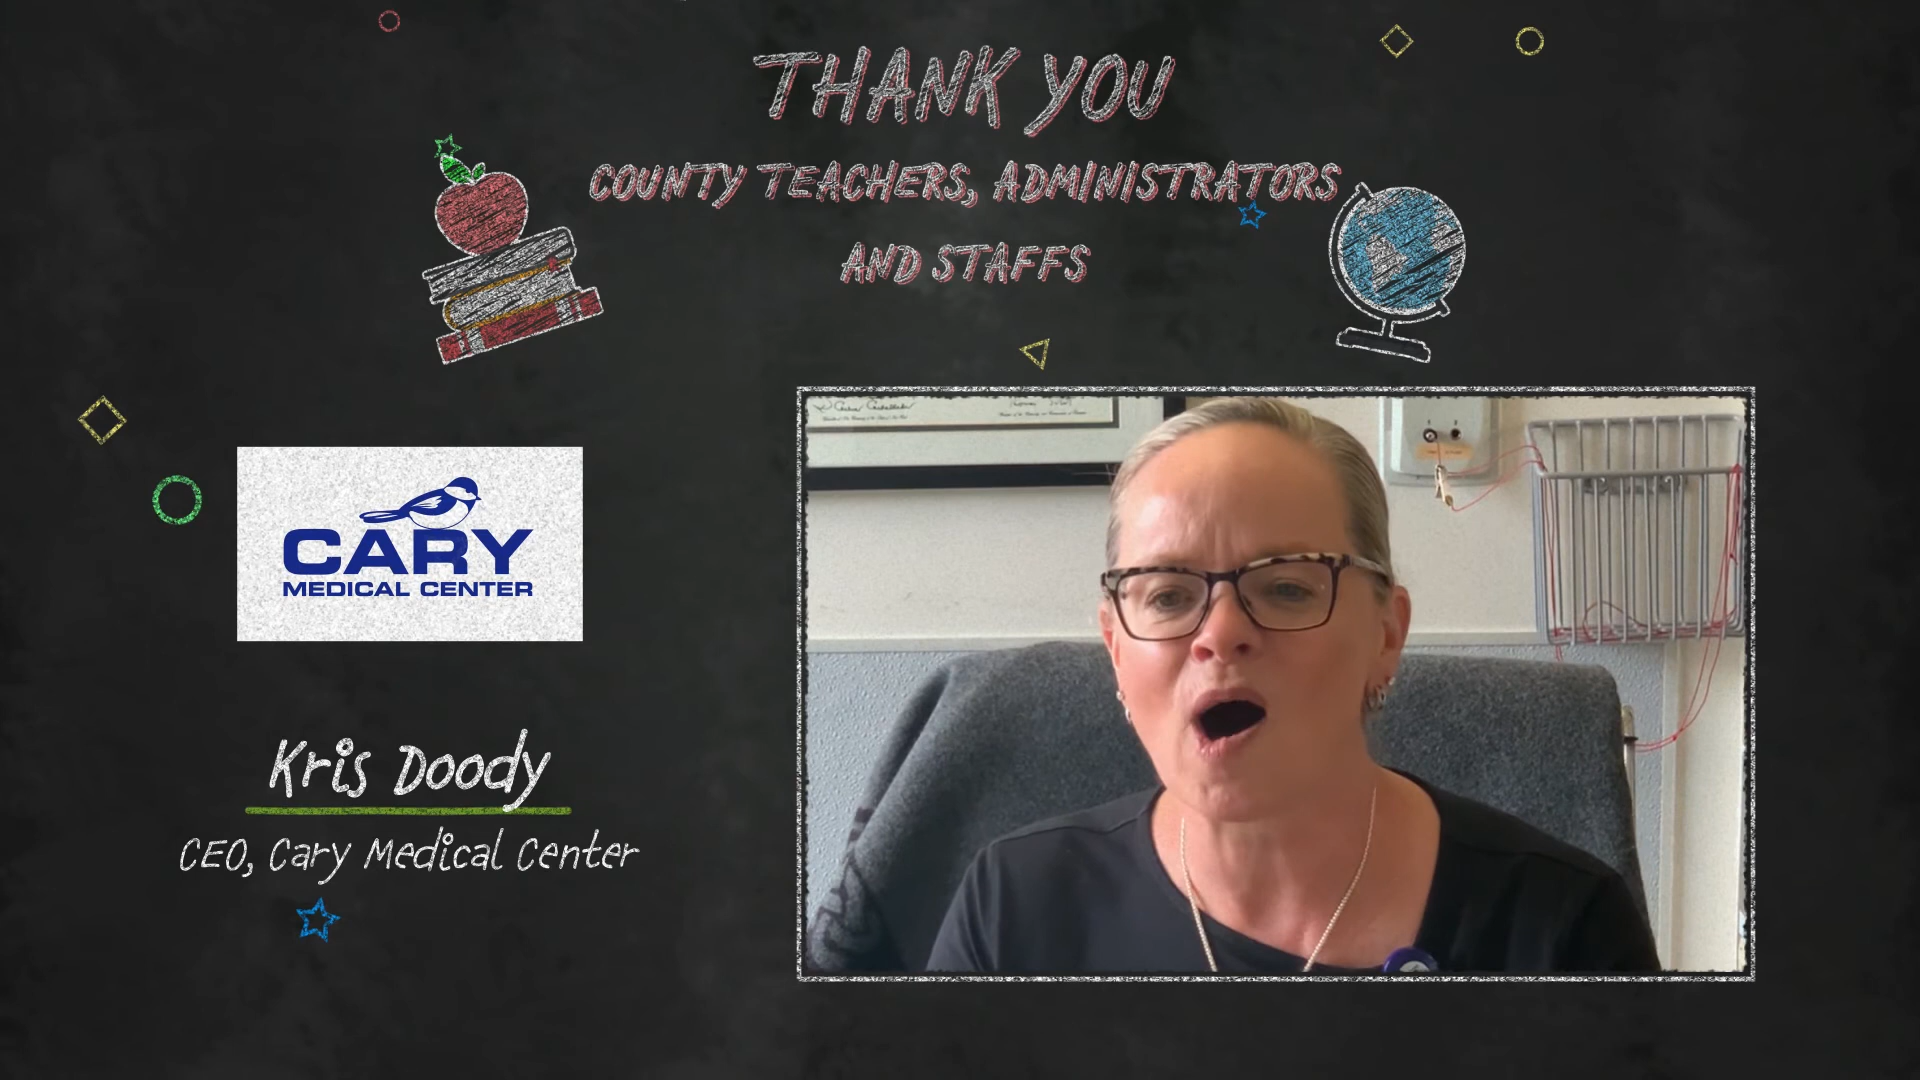 THANK YOU
COUNTY TEACHERS, ADMINISTRATORS
AND STAFFS
CARY
MEDICAL CENTER
Kris Doody
CEO, Cary Medical Center